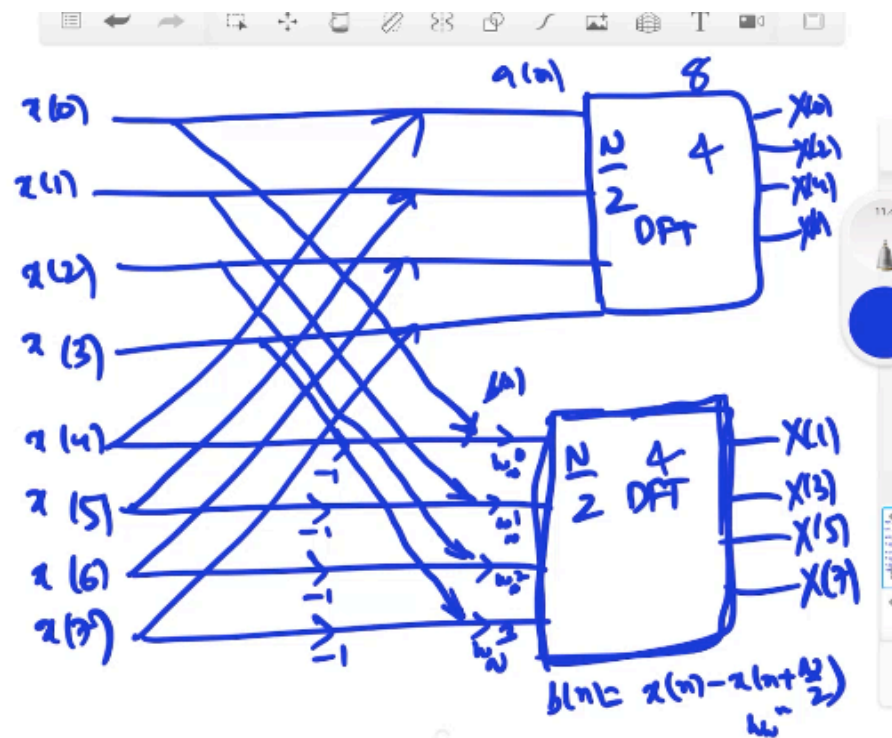 a(n) 8
x(0)
x(1)
x(2)
x(3)
x(4)
x(5)
x(6)
x(7)
N/2 4
DFT
X(0)
X(2)
X(4)
b(n)
-1
-1
-1
-1
w_N^0
w_N^1
w_N^2
w_N^3
N/2 4
DFT
X(1)
X(3)
X(5)
X(7)
b(n)= x(n)-x(n+N/2)
w_N^n
T
11